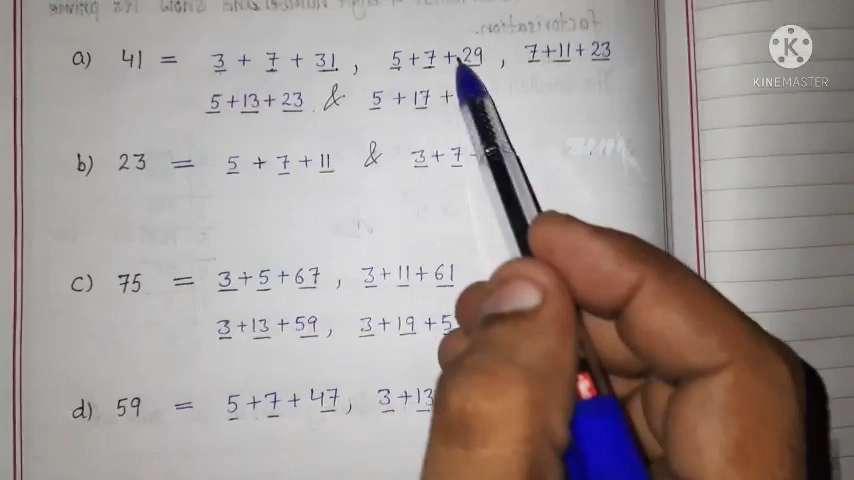 factorisation.
a) 41 = 3 + 7 + 31, 5 + 7 + 29, 7 + 11 + 23
5 + 13 + 23 & 5 + 17 +
b) 23 = 5 + 7 + 11 & 3 + 7
c) 75 = 3 + 5 + 67, 3 + 11 + 61
3 + 13 + 59, 3 + 19 + 5
d) 59 = 5 + 7 + 47, 3 + 13
KINEMASTER